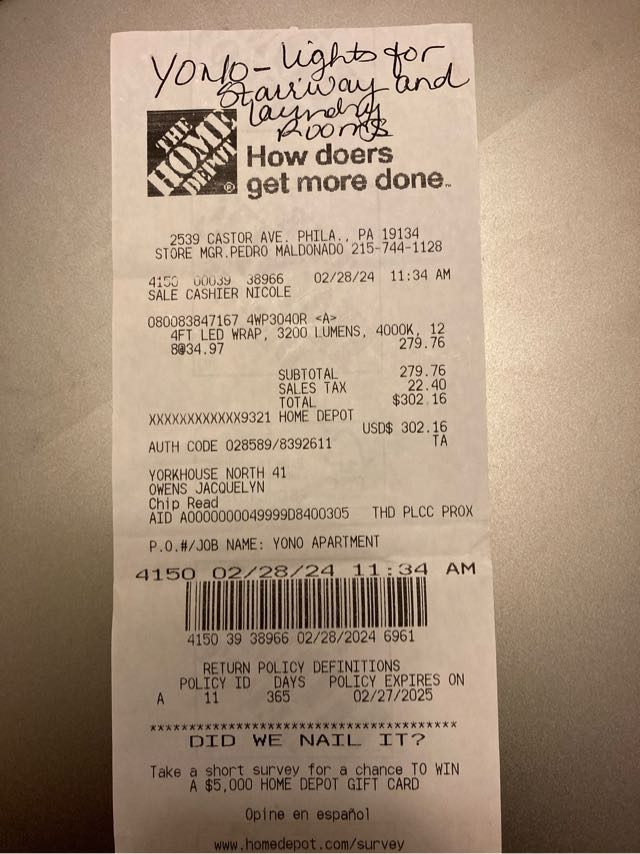 YONO - Lights for
Stairway and
laundry
Rooms
THE
HOME
DEPOT
®
How doers
get more done™
2539 CASTOR AVE. PHILA., PA 19134
STORE MGR.PEDRO MALDONADO 215-744-1128
4150 00039 38966 02/28/24 11:34 AM
SALE CASHIER NICOLE
080083847167 4WP3040R <A>
4FT LED WRAP, 3200 LUMENS, 4000K, 12
8@34.97 279.76
SUBTOTAL 279.76
SALES TAX 22.40
TOTAL $302.16
XXXXXXXXXXXX9321 HOME DEPOT
USD$ 302.16
AUTH CODE 028589/8392611 TA
YORKHOUSE NORTH 41
OWENS JACQUELYN
Chip Read
AID A0000000049999D8400305 THD PLCC PROX
P.O.#/JOB NAME: YONO APARTMENT
4150 02/28/24 11:34 AM
4150 39 38966 02/28/2024 6961
RETURN POLICY DEFINITIONS
POLICY ID DAYS POLICY EXPIRES ON
A 11 365 02/27/2025
****************************************
DID WE NAIL IT?
Take a short survey for a chance TO WIN
A $5,000 HOME DEPOT GIFT CARD
Opine en español
www.homedepot.com/survey